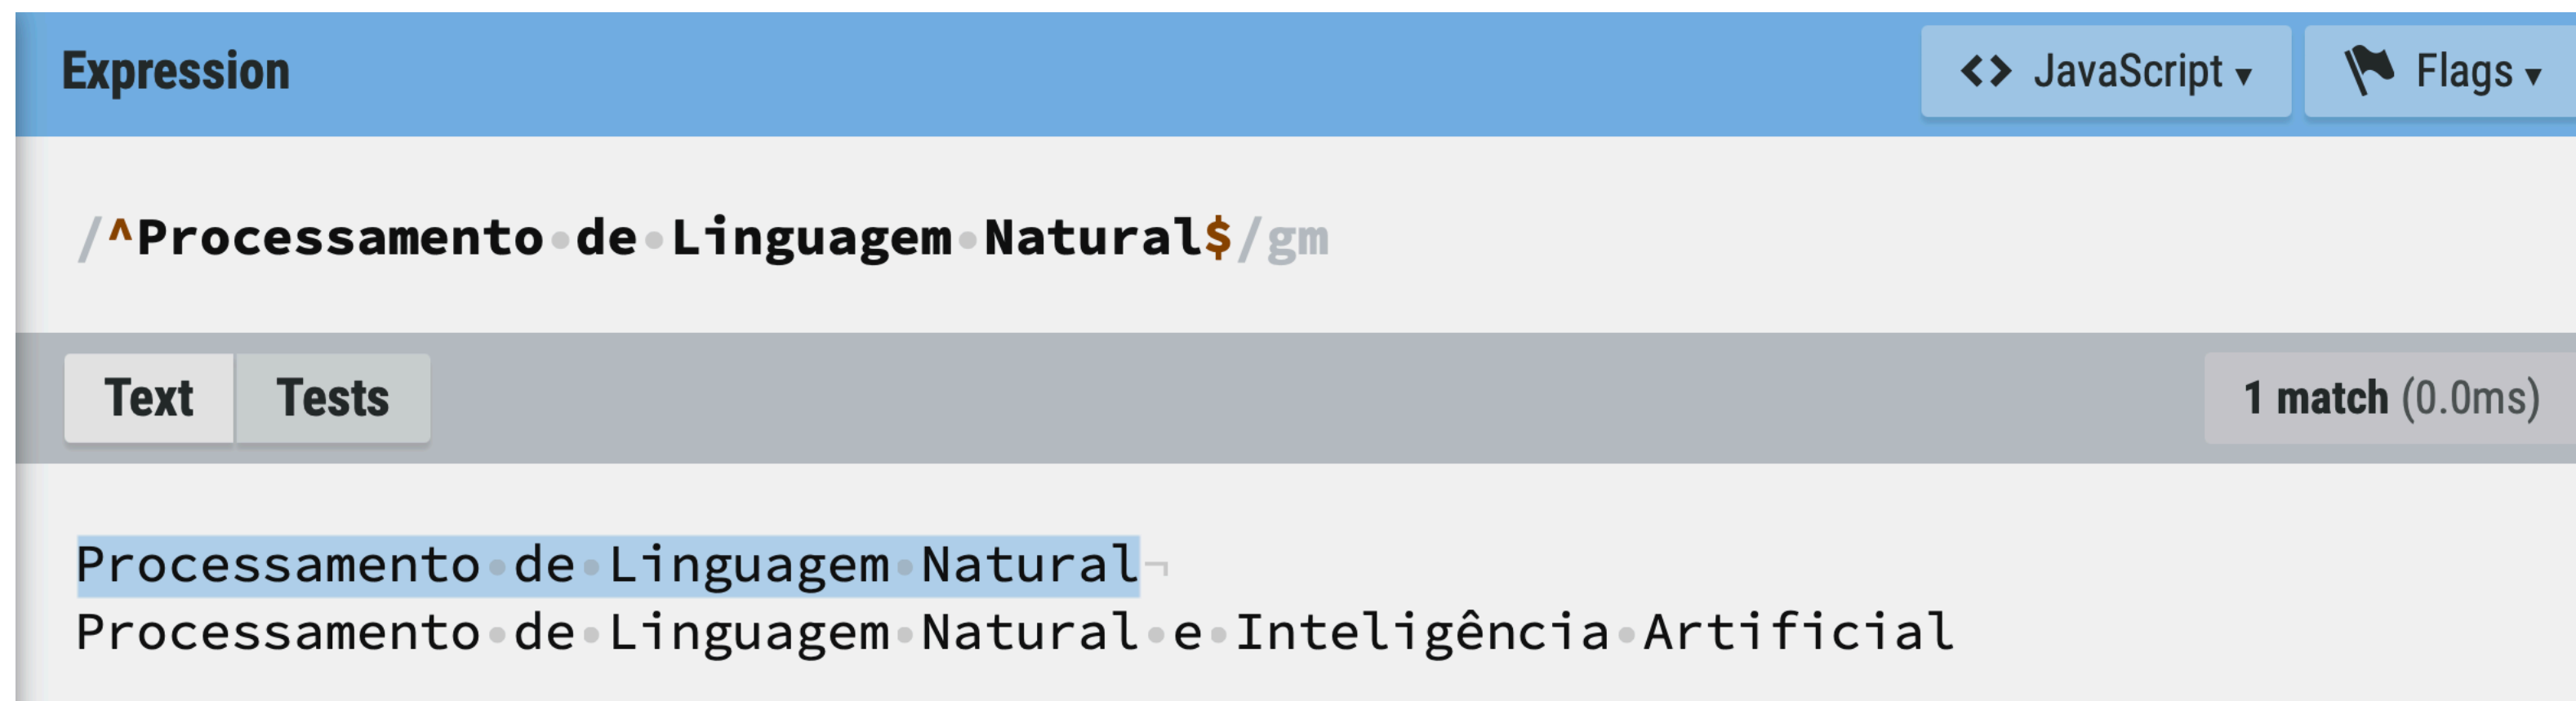 Expression <> JavaScript ▾ Flags ▾
/^Processamento·de·Linguagem·Natural$/gm
Text Tests 1 match (0.0ms)
Processamento·de·Linguagem·Natural¬
Processamento·de·Linguagem·Natural·e·Inteligência·Artificial